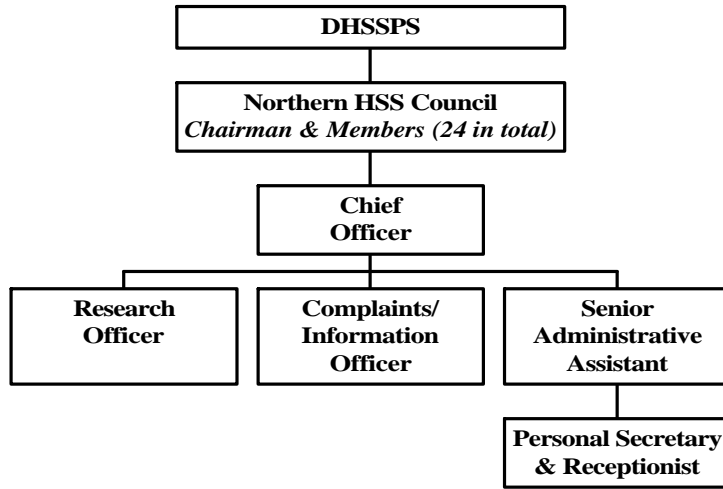 DHSSPS
Northern HSS Council
Chairman & Members (24 in total)
Chief
Officer
Research
Officer
Complaints/
Information
Officer
Senior
Administrative
Assistant
Personal Secretary
& Receptionist